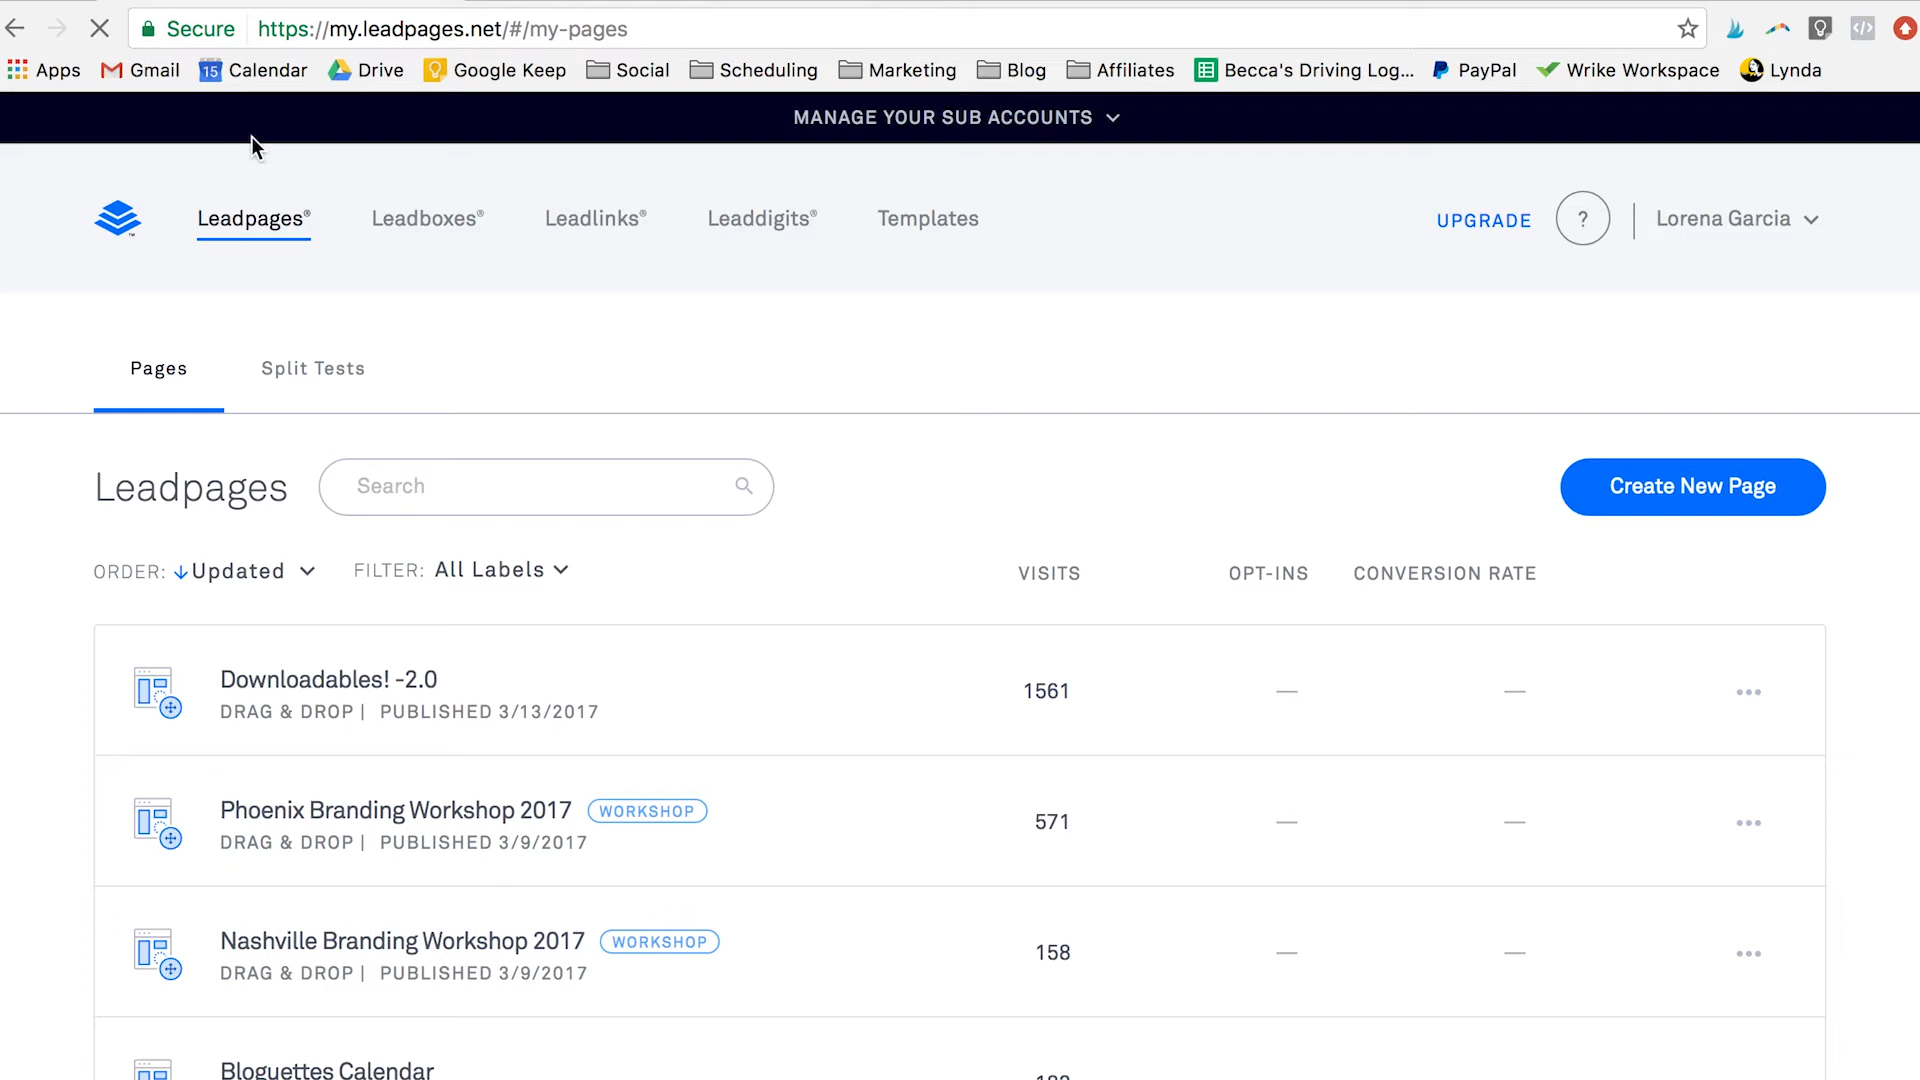 Secure https://my.leadpages.net/#/my-pages
Apps Gmail 15 Calendar Drive Google Keep Social Scheduling Marketing Blog Affiliates Becca's Driving Log... PayPal Wrike Workspace Lynda
MANAGE YOUR SUB ACCOUNTS
Leadpages® Leadboxes® Leadlinks® Leaddigits® Templates UPGRADE ? Lorena Garcia
Pages Split Tests
Leadpages Search Create New Page
ORDER: Updated FILTER: All Labels VISITS OPT-INS CONVERSION RATE
Downloadables! -2.0
DRAG & DROP | PUBLISHED 3/13/2017
1561 — —
Phoenix Branding Workshop 2017 WORKSHOP
DRAG & DROP | PUBLISHED 3/9/2017
571 — —
Nashville Branding Workshop 2017 WORKSHOP
DRAG & DROP | PUBLISHED 3/9/2017
158 — —
Bloguettes Calendar